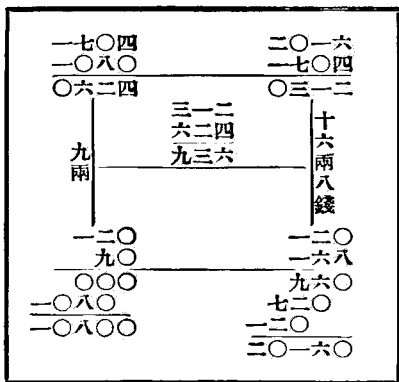 二〇一六
一七〇四
〇三一二
十六兩八錢
一二〇
一六八
九六〇
七二〇
一二〇
二〇一六〇
三一二
六二四
九三六
一七〇四
一〇八〇
〇六二四
九兩
一二〇
九〇
〇〇〇
一〇八〇
一〇八〇〇